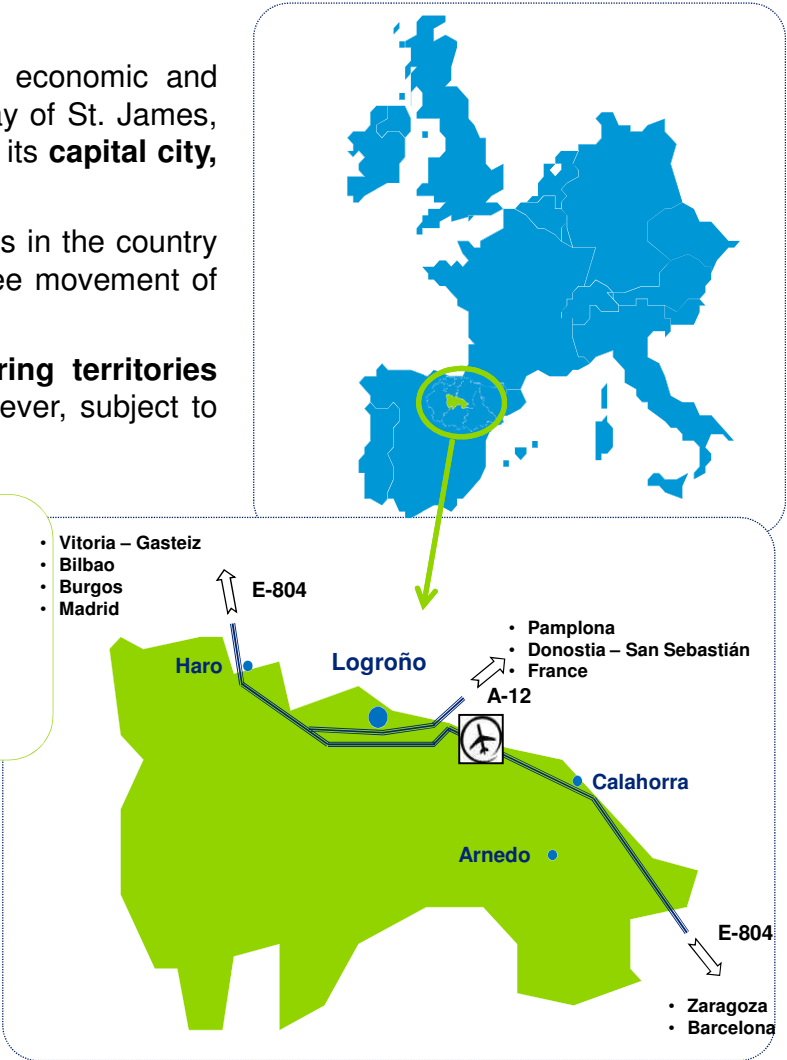 economic and
ay of St. James,
its capital city,
s in the country
ee movement of
ring territories
ever, subject to
• Vitoria – Gasteiz
• Bilbao
• Burgos
• Madrid
E-804
• Pamplona
• Donostia – San Sebastián
• France
Haro
Logroño
A-12
Calahorra
Arnedo
E-804
• Zaragoza
• Barcelona